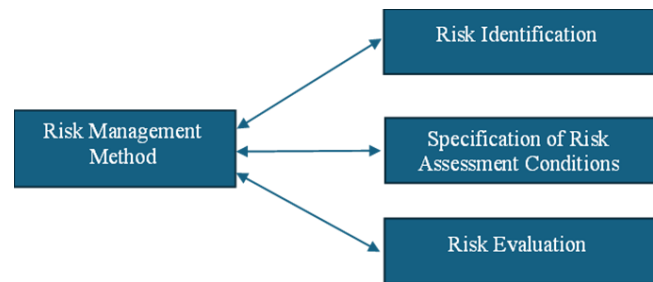 Risk Identification
Risk Management
Method
Specification of Risk
Assessment Conditions
Risk Evaluation